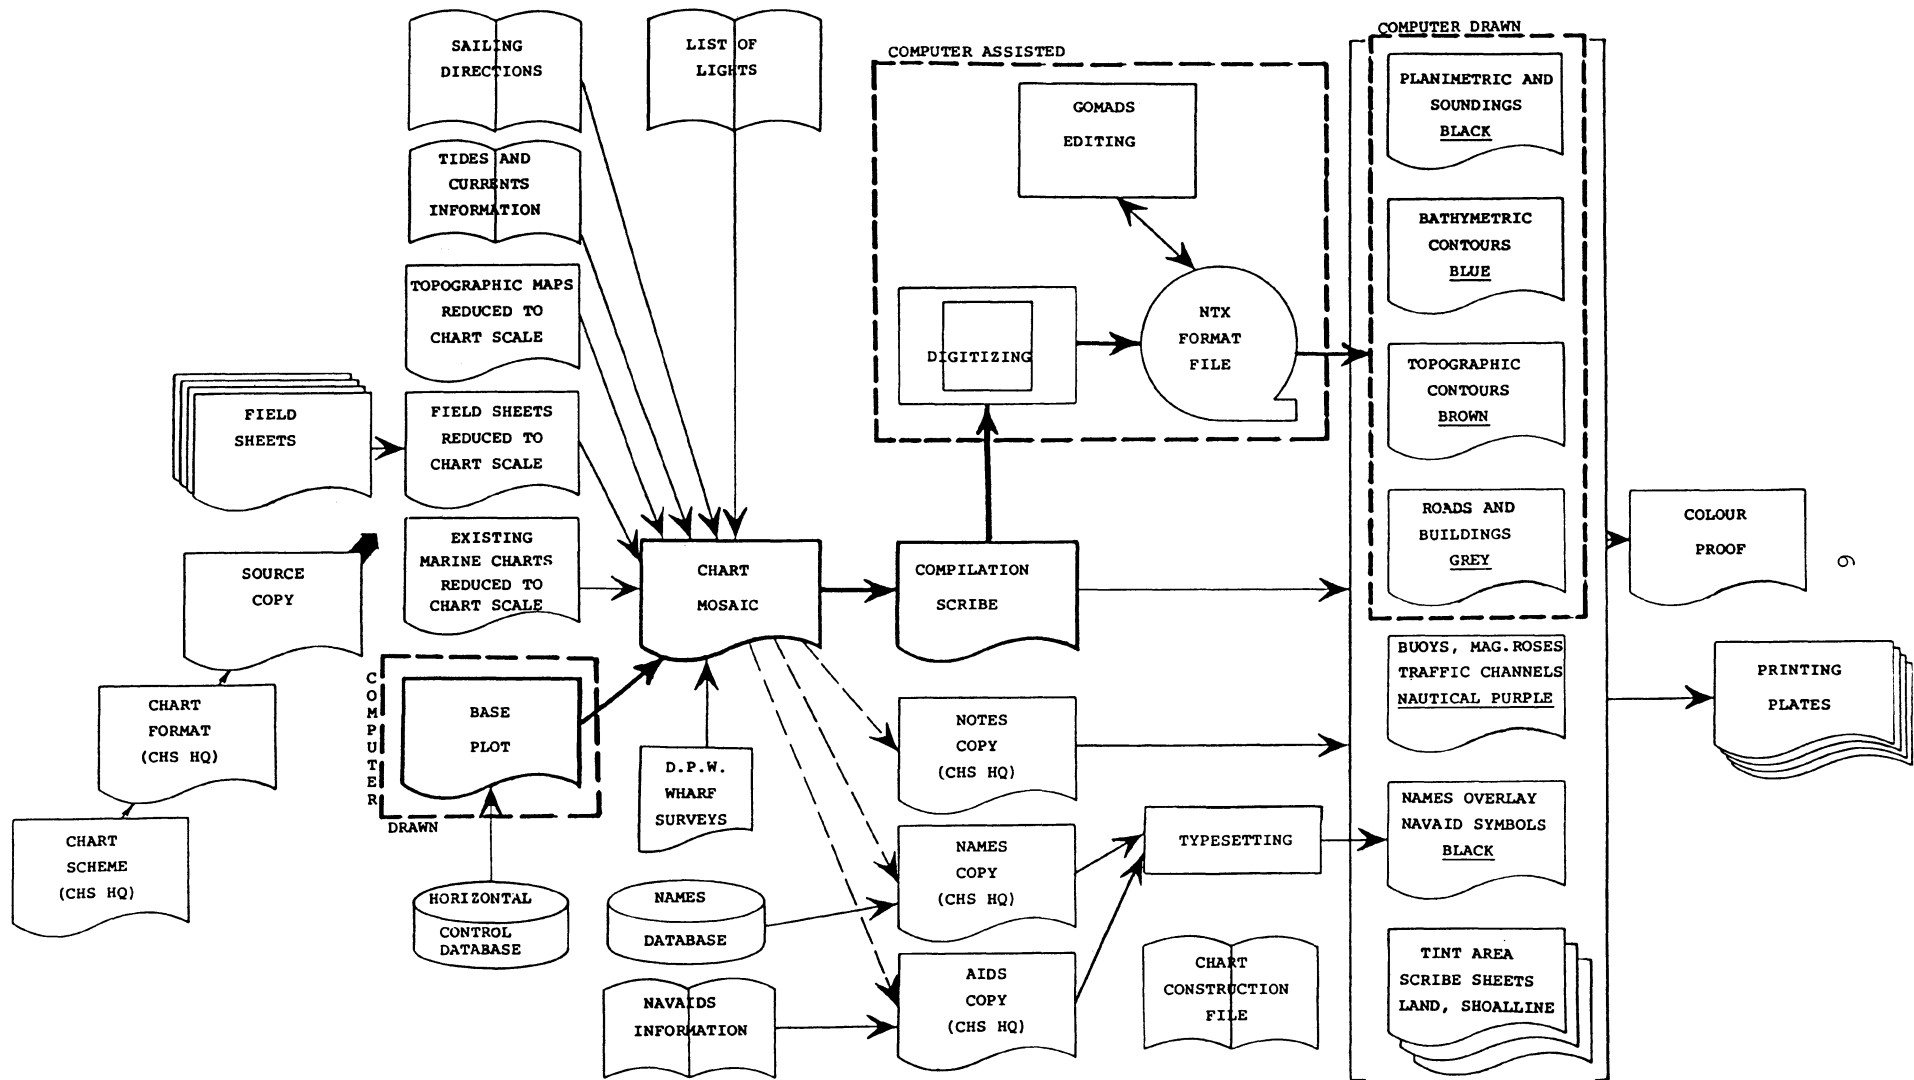 SAILING
DIRECTIONS
LIST OF
LIGHTS
TIDES AND
CURRENTS
INFORMATION
TOPOGRAPHIC MAPS
REDUCED TO
CHART SCALE
FIELD
SHEETS
FIELD SHEETS
REDUCED TO
CHART SCALE
SOURCE
COPY
EXISTING
MARINE CHARTS
REDUCED TO
CHART SCALE
CHART
FORMAT
(CHS HQ)
CHART
SCHEME
(CHS HQ)
COMPUTER
DRAWN
BASE
PLOT
HORIZONTAL
CONTROL
DATABASE
CHART
MOSAIC
D.P.W.
WHARF
SURVEYS
NAMES
DATABASE
NAVAIDS
INFORMATION
COMPUTER ASSISTED
GOMADS
EDITING
DIGITIZING
NTX
FORMAT
FILE
COMPILATION
SCRIBE
NOTES
COPY
(CHS HQ)
NAMES
COPY
(CHS HQ)
AIDS
COPY
(CHS HQ)
TYPESETTING
CHART
CONSTRUCTION
FILE
COMPUTER DRAWN
PLANIMETRIC AND
SOUNDINGS
BLACK
BATHYMETRIC
CONTOURS
BLUE
TOPOGRAPHIC
CONTOURS
BROWN
ROADS AND
BUILDINGS
GREY
BUOYS, MAG.ROSES
TRAFFIC CHANNELS
NAUTICAL PURPLE
NAMES OVERLAY
NAVAID SYMBOLS
BLACK
TINT AREA
SCRIBE SHEETS
LAND, SHOALLINE
COLOUR
PROOF
PRINTING
PLATES
6